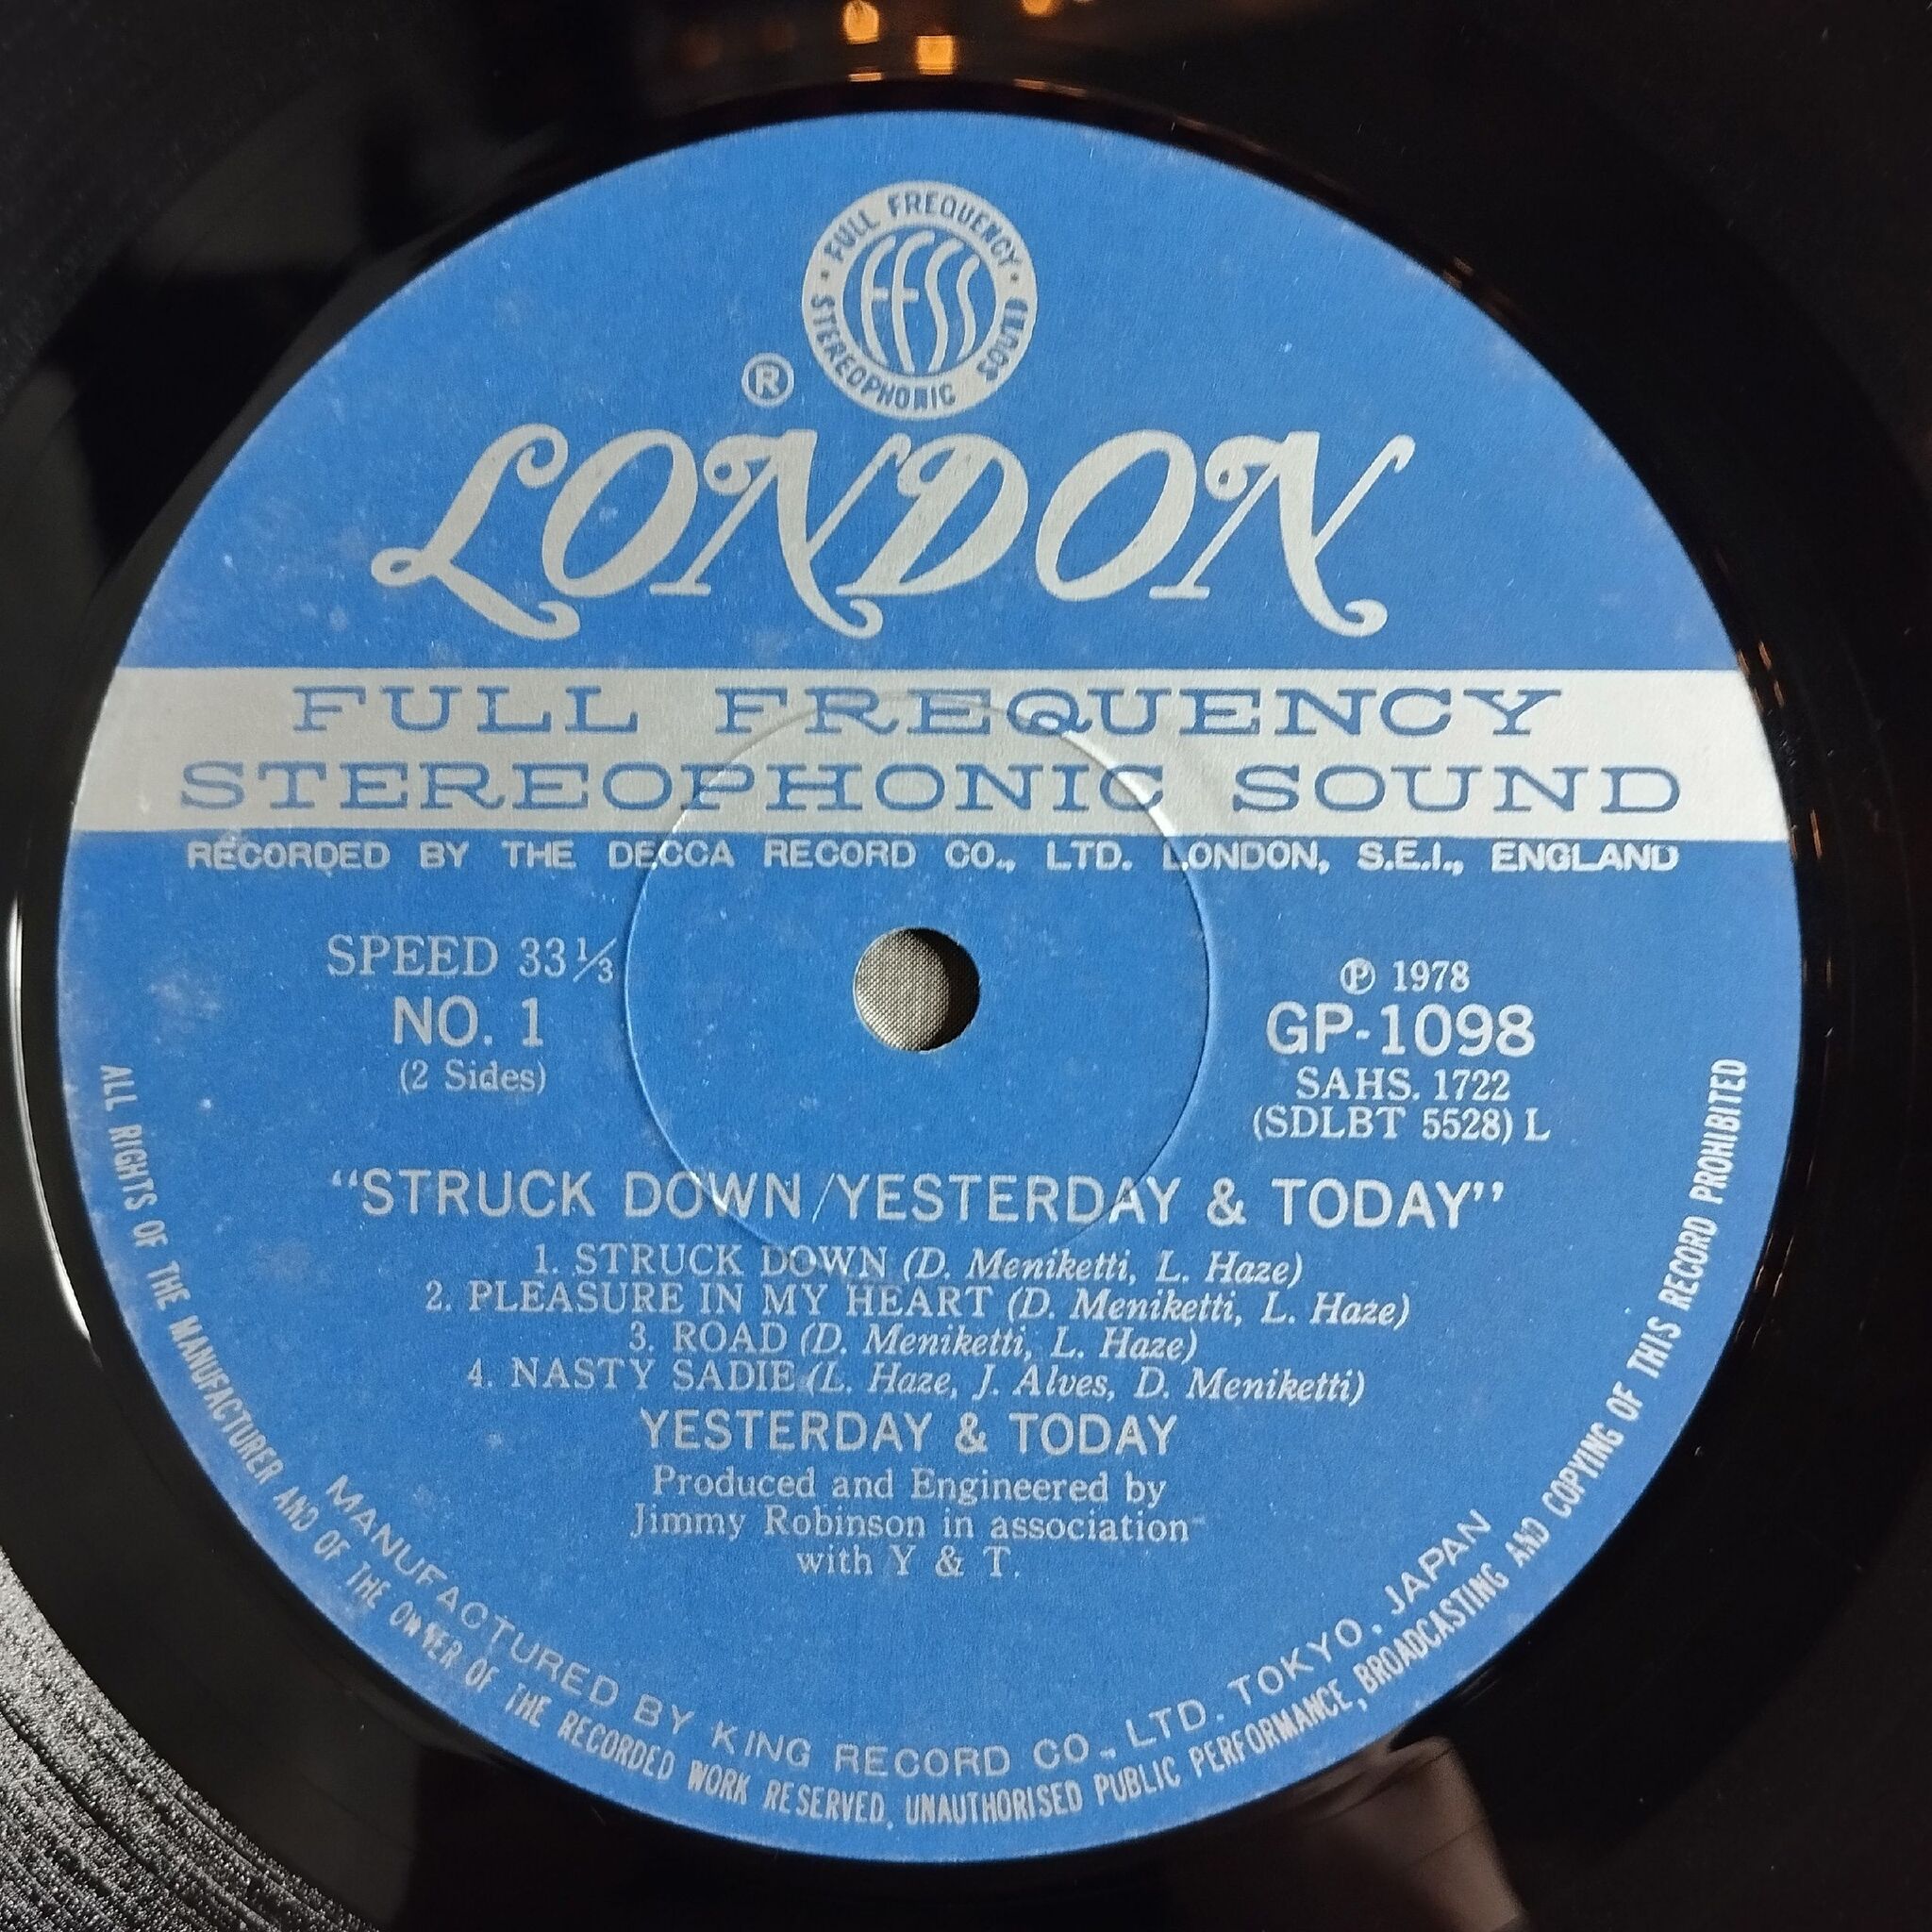 FULL FREQUENCY
STEREOPHONIC SOUND
FFSS
®
LONDON
FULL FREQUENCY
STEREOPHONIC SOUND
RECORDED BY THE DECCA RECORD CO., LTD. LONDON, S.E.I., ENGLAND
SPEED 33⅓
NO. 1
(2 Sides)
℗ 1978
GP-1098
SAHS. 1722
(SDLBT 5528) L
“STRUCK DOWN/YESTERDAY & TODAY”
1. STRUCK DOWN (D. Meniketti, L. Haze)
2. PLEASURE IN MY HEART (D. Meniketti, L. Haze)
3. ROAD (D. Meniketti, L. Haze)
4. NASTY SADIE (L. Haze, J. Alves, D. Meniketti)
YESTERDAY & TODAY
Produced and Engineered by
Jimmy Robinson in association
with Y & T.
MANUFACTURED BY KING RECORD CO., LTD. TOKYO. JAPAN
ALL RIGHTS OF THE MANUFACTURER AND OF THE OWNER OF THE RECORDED WORK RESERVED, UNAUTHORISED PUBLIC PERFORMANCE, BROADCASTING AND COPYING OF THIS RECORD PROHIBITED